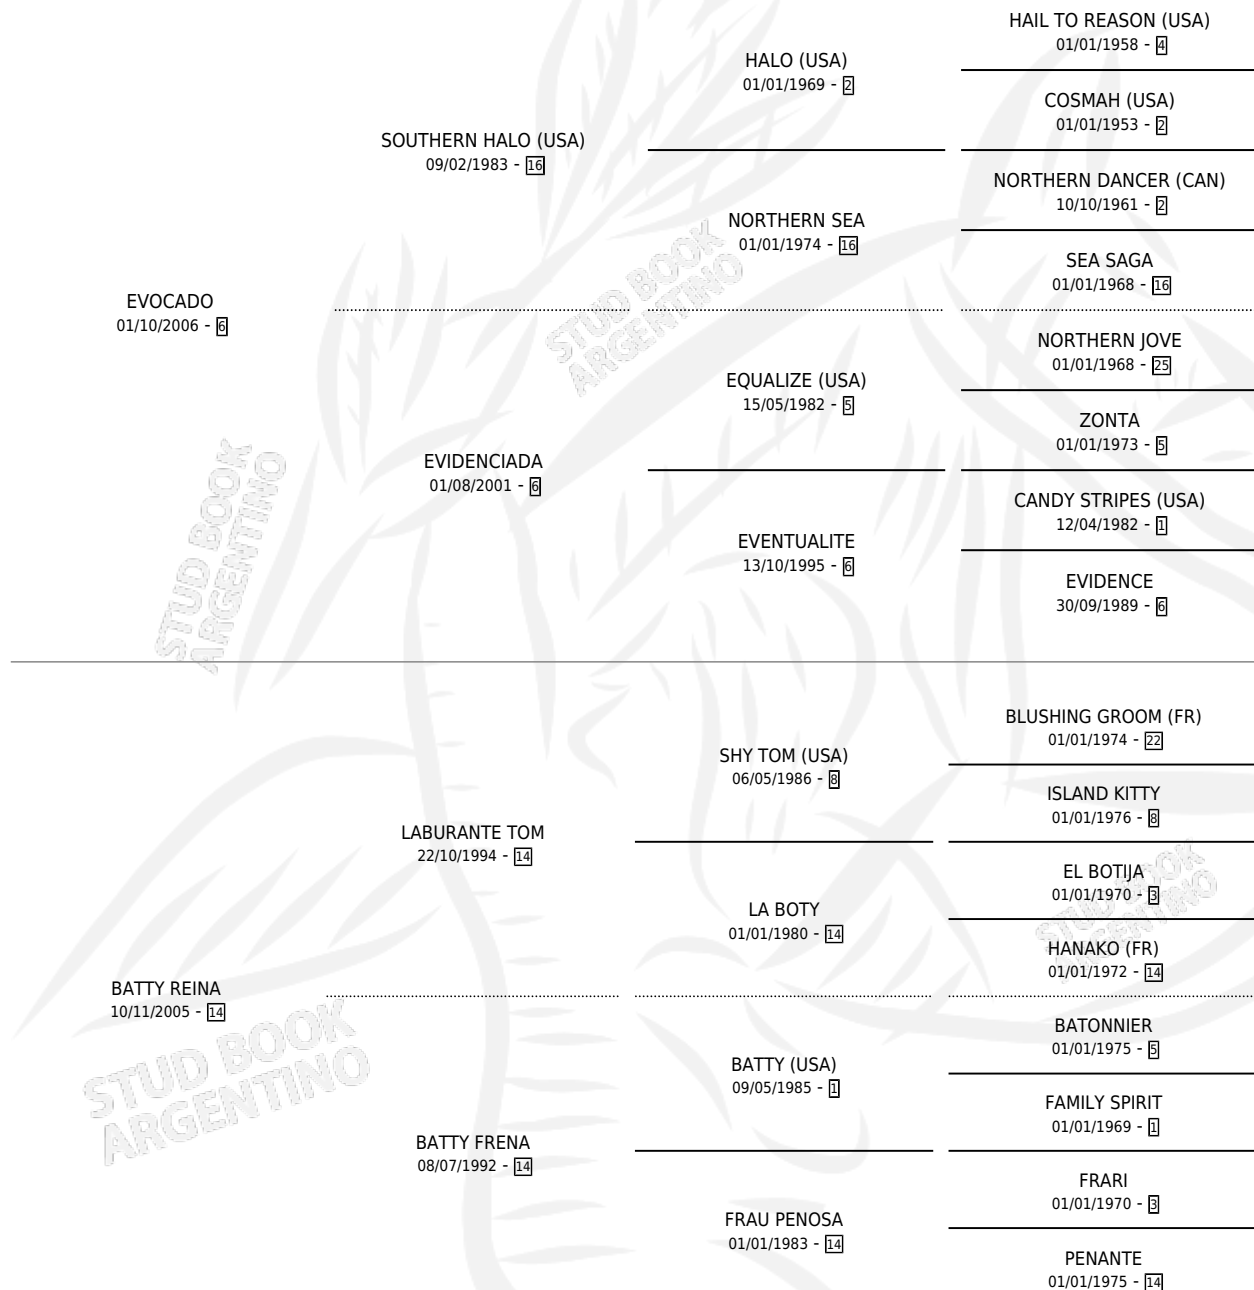 HAIL TO REASON (USA)
01/01/1958 - 4
HALO (USA)
01/01/1969 - 2
COSMAH (USA)
01/01/1953 - 2
SOUTHERN HALO (USA)
09/02/1983 - 16
NORTHERN DANCER (CAN)
10/10/1961 - 2
NORTHERN SEA
01/01/1974 - 16
SEA SAGA
01/01/1968 - 16
EVOCADO
01/10/2006 - 6
STUD BOOK
ARGENTINO
NORTHERN JOVE
01/01/1968 - 25
EQUALIZE (USA)
15/05/1982 - 5
ZONTA
01/01/1973 - 5
EVIDENCIADA
01/08/2001 - 6
CANDY STRIPES (USA)
12/04/1982 - 1
EVENTUALITE
13/10/1995 - 6
EVIDENCE
30/09/1989 - 6
STUD BOOK
ARGENTINO
BLUSHING GROOM (FR)
01/01/1974 - 22
SHY TOM (USA)
06/05/1986 - 8
ISLAND KITTY
01/01/1976 - 8
LABURANTE TOM
22/10/1994 - 14
EL BOTIJA
01/01/1970 - 3
LA BOTY
01/01/1980 - 14
HANAKO (FR)
01/01/1972 - 14
STUD BOOK
ARGENTINO
BATTY REINA
10/11/2005 - 14
STUD BOOK
ARGENTINO
BATONNIER
01/01/1975 - 5
BATTY (USA)
09/05/1985 - 1
FAMILY SPIRIT
01/01/1969 - 1
BATTY FRENA
08/07/1992 - 14
FRARI
01/01/1970 - 3
FRAU PENOSA
01/01/1983 - 14
PENANTE
01/01/1975 - 14